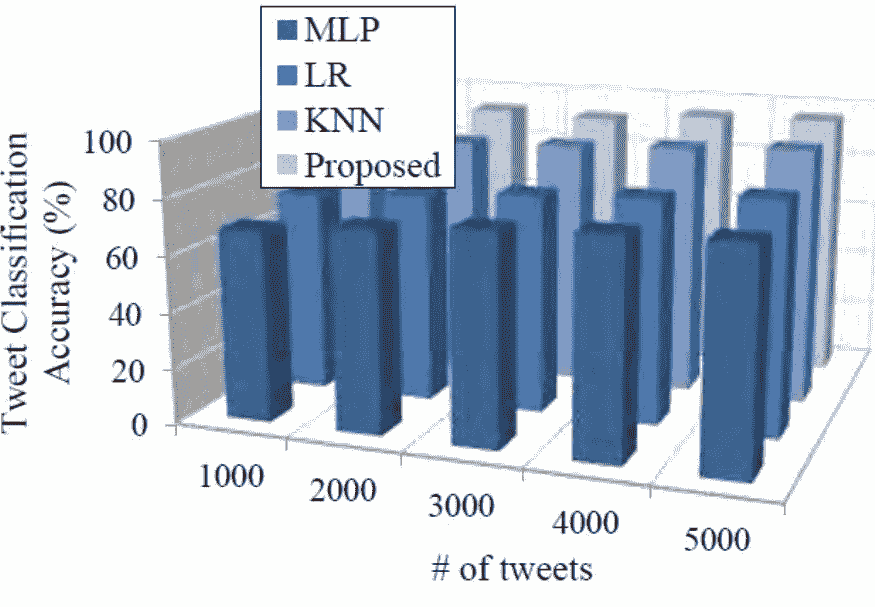 MLP
LR
KNN
Proposed
Tweet Classification
Accuracy (%)
100
80
60
40
20
0
1000
2000
3000
4000
5000
# of tweets